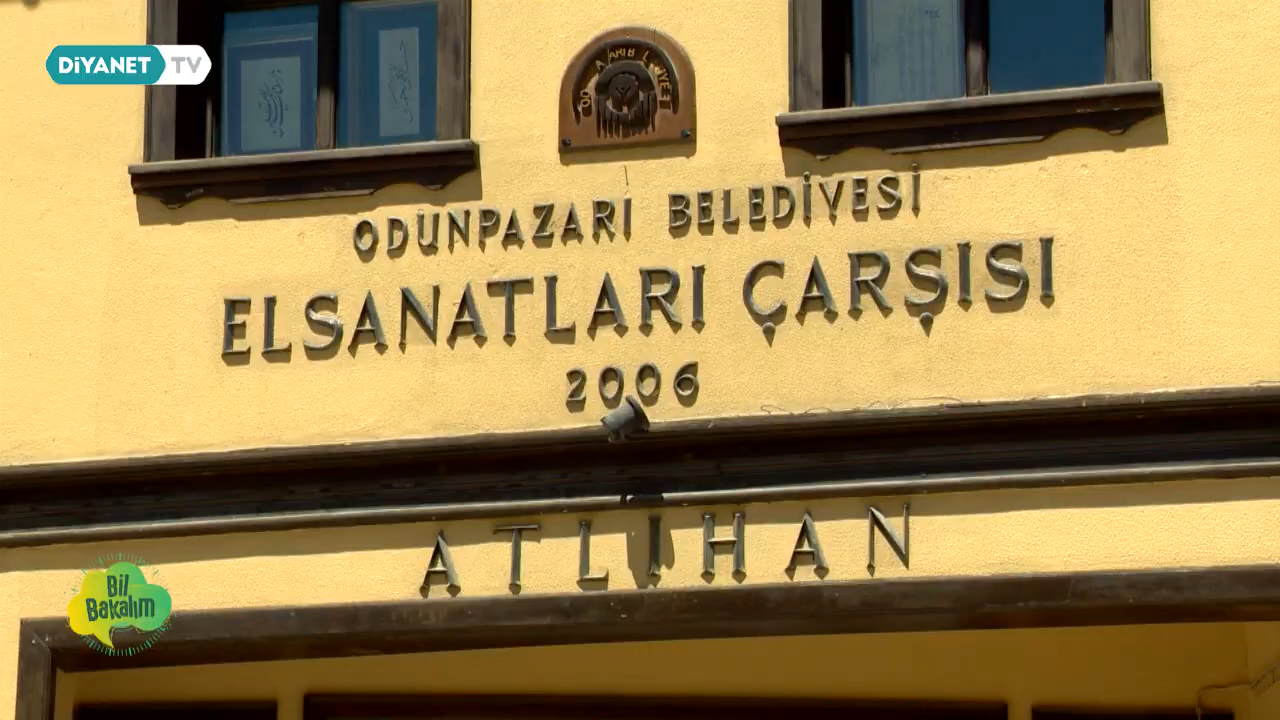 DİYANET TV
ODUNPAZARI BELEDİYESİ
ELSANATLARI ÇARŞISI
2006
ATLIHAN
Bil
Bakalım